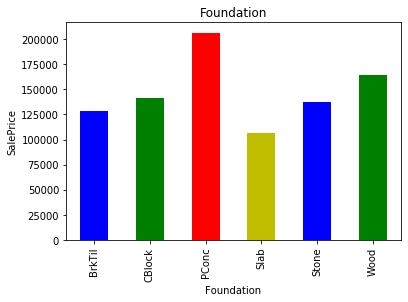 Foundation
200000
175000
150000
125000
100000
75000
50000
25000
0
SalePrice
BrkTil
CBlock
PConc
Slab
Stone
Wood
Foundation